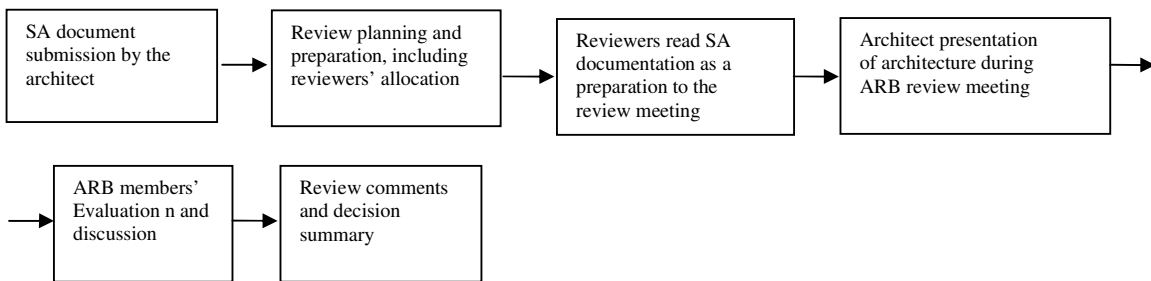 SA document
submission by the
architect
Review planning and
preparation, including
reviewers’ allocation
Reviewers read SA
documentation as a
preparation to the
review meeting
Architect presentation
of architecture during
ARB review meeting
ARB members’
Evaluation n and
discussion
Review comments
and decision
summary